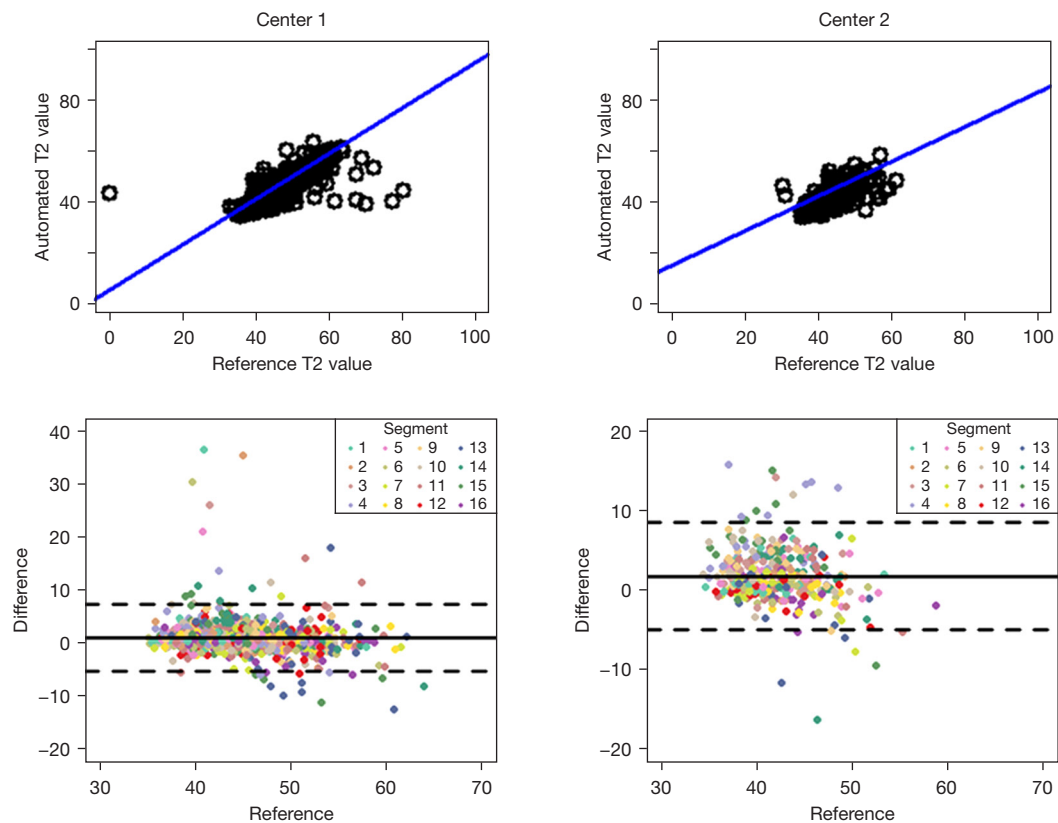 Center 1
Center 2
Automated T2 value
80
60
40
0
0 20 40 60 80 100
Reference T2 value
Automated T2 value
80
60
40
0
0 20 40 60 80 100
Reference T2 value
Difference
40
30
20
10
0
−10
−20
30 40 50 60 70
Reference
Segment
1 5 9 13
2 6 10 14
3 7 11 15
4 8 12 16
Difference
20
10
0
−10
−20
30 40 50 60 70
Reference
Segment
1 5 9 13
2 6 10 14
3 7 11 15
4 8 12 16